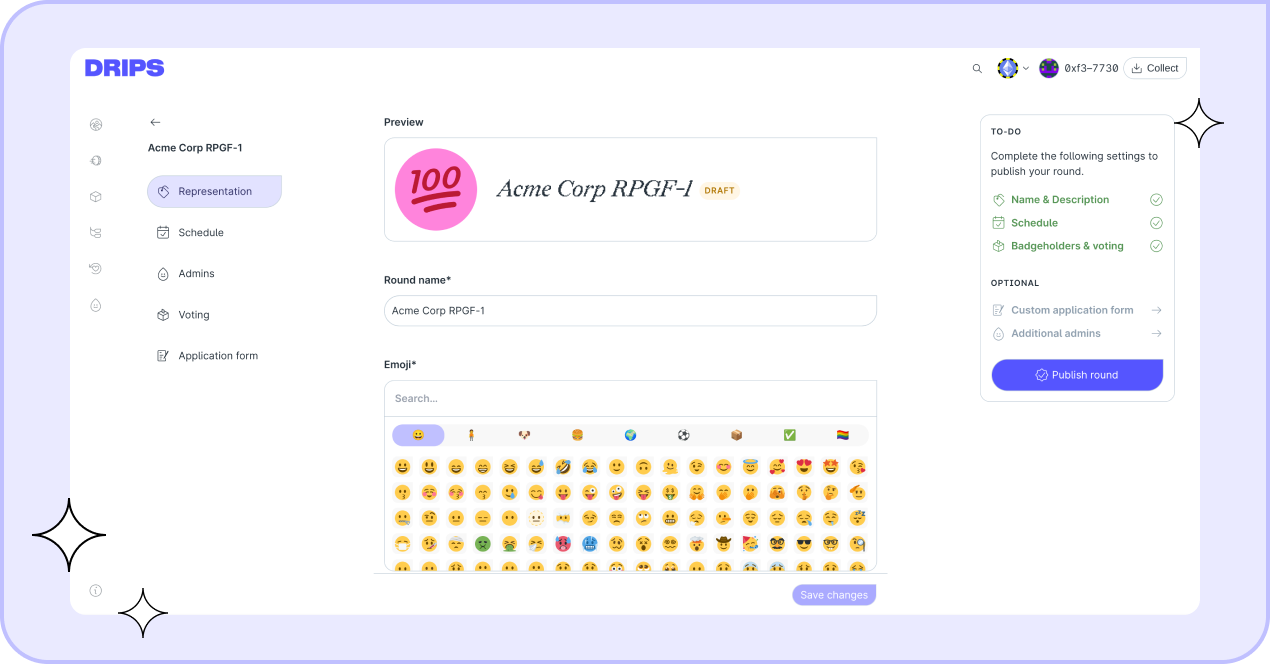 DRIPS
0xf3–7730
Collect
Acme Corp RPGF-1
Representation
Schedule
Admins
Voting
Application form
Preview
100
Acme Corp RPGF-1
DRAFT
Round name*
Acme Corp RPGF-1
Emoji*
Search...
Save changes
TO-DO
Complete the following settings to
publish your round.
Name & Description
Schedule
Badgeholders & voting
OPTIONAL
Custom application form
Additional admins
Publish round